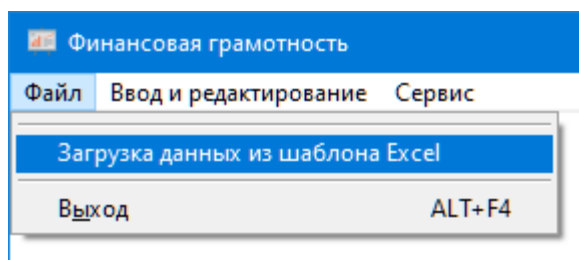 Финансовая грамотность
Файл Ввод и редактирование Сервис
Загрузка данных из шаблона Excel
Выход ALT+F4